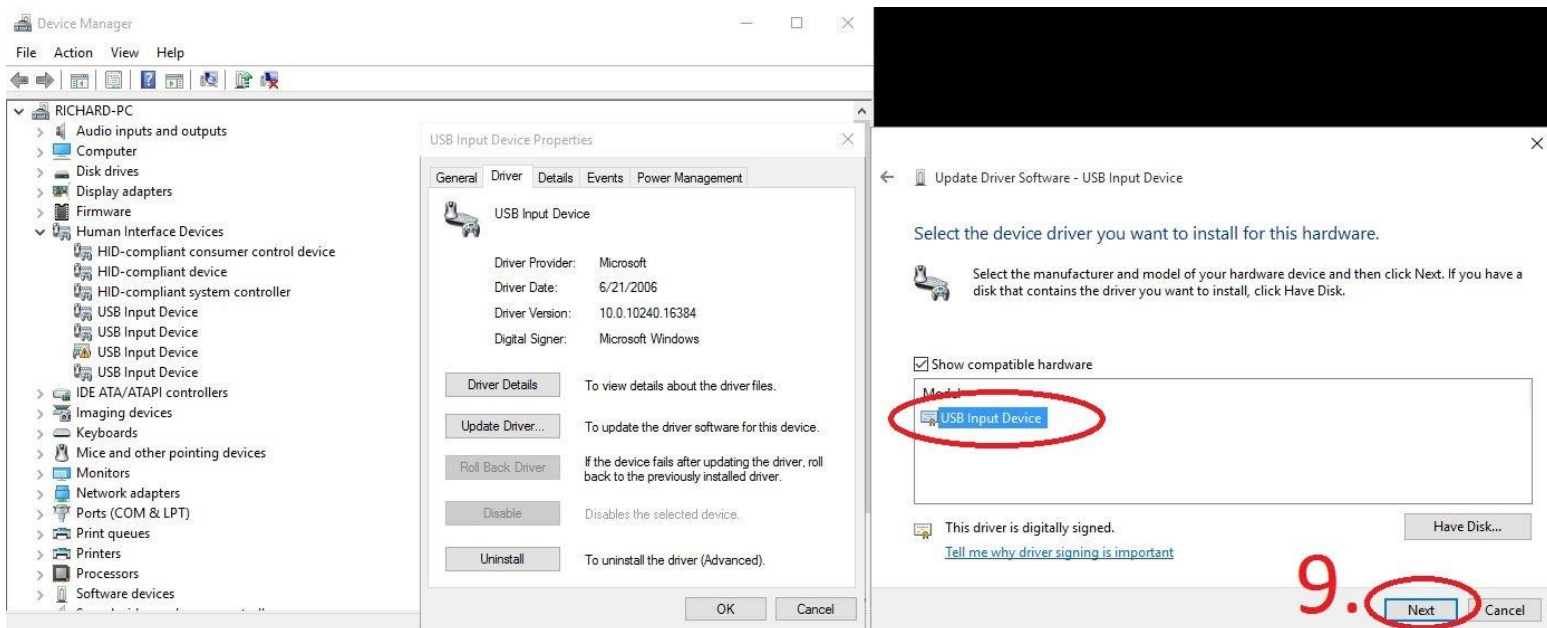 Device Manager
File Action View Help
RICHARD-PC
Audio inputs and outputs
Computer
Disk drives
Display adapters
Firmware
Human Interface Devices
HID-compliant consumer control device
HID-compliant device
HID-compliant system controller
USB Input Device
USB Input Device
USB Input Device
USB Input Device
IDE ATA/ATAPI controllers
Imaging devices
Keyboards
Mice and other pointing devices
Monitors
Network adapters
Ports (COM & LPT)
Print queues
Printers
Processors
Software devices
USB Input Device Properties
General Driver Details Events Power Management
USB Input Device
Driver Provider: Microsoft
Driver Date: 6/21/2006
Driver Version: 10.0.10240.16384
Digital Signer: Microsoft Windows
Driver Details To view details about the driver files.
Update Driver... To update the driver software for this device.
Roll Back Driver If the device fails after updating the driver, roll
back to the previously installed driver.
Disable Disables the selected device.
Uninstall To uninstall the driver (Advanced).
OK Cancel
Update Driver Software - USB Input Device
Select the device driver you want to install for this hardware.
Select the manufacturer and model of your hardware device and then click Next. If you have a
disk that contains the driver you want to install, click Have Disk.
Show compatible hardware
Model
USB Input Device
This driver is digitally signed.
Have Disk...
Tell me why driver signing is important
9.
Next Cancel